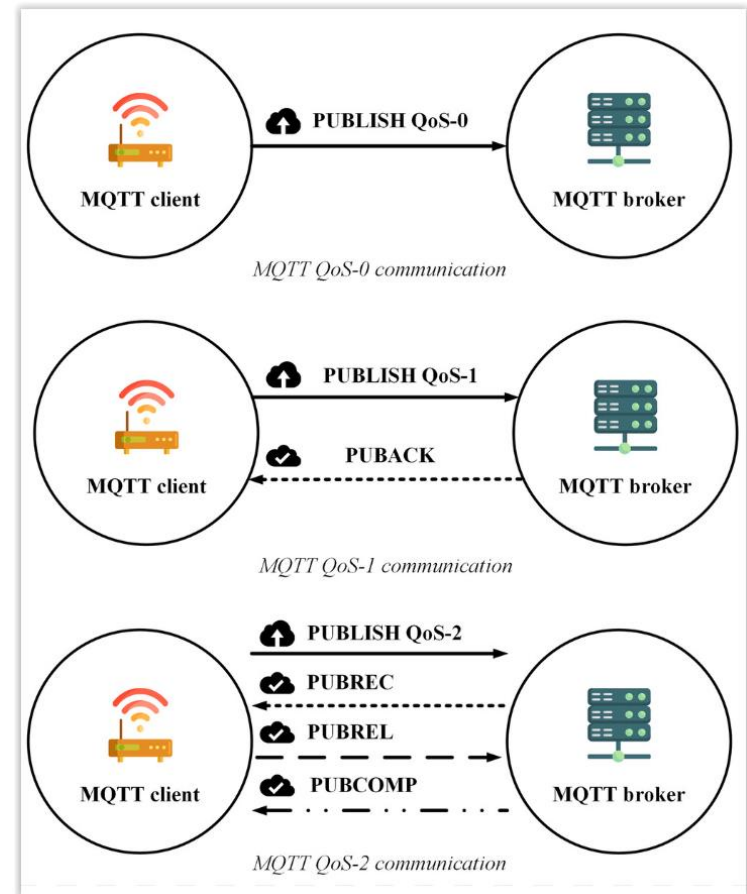 PUBLISH QoS-0
MQTT client
MQTT broker
MQTT QoS-0 communication
PUBLISH QoS-1
PUBACK
MQTT client
MQTT broker
MQTT QoS-1 communication
PUBLISH QoS-2
PUBREC
PUBREL
PUBCOMP
MQTT client
MQTT broker
MQTT QoS-2 communication